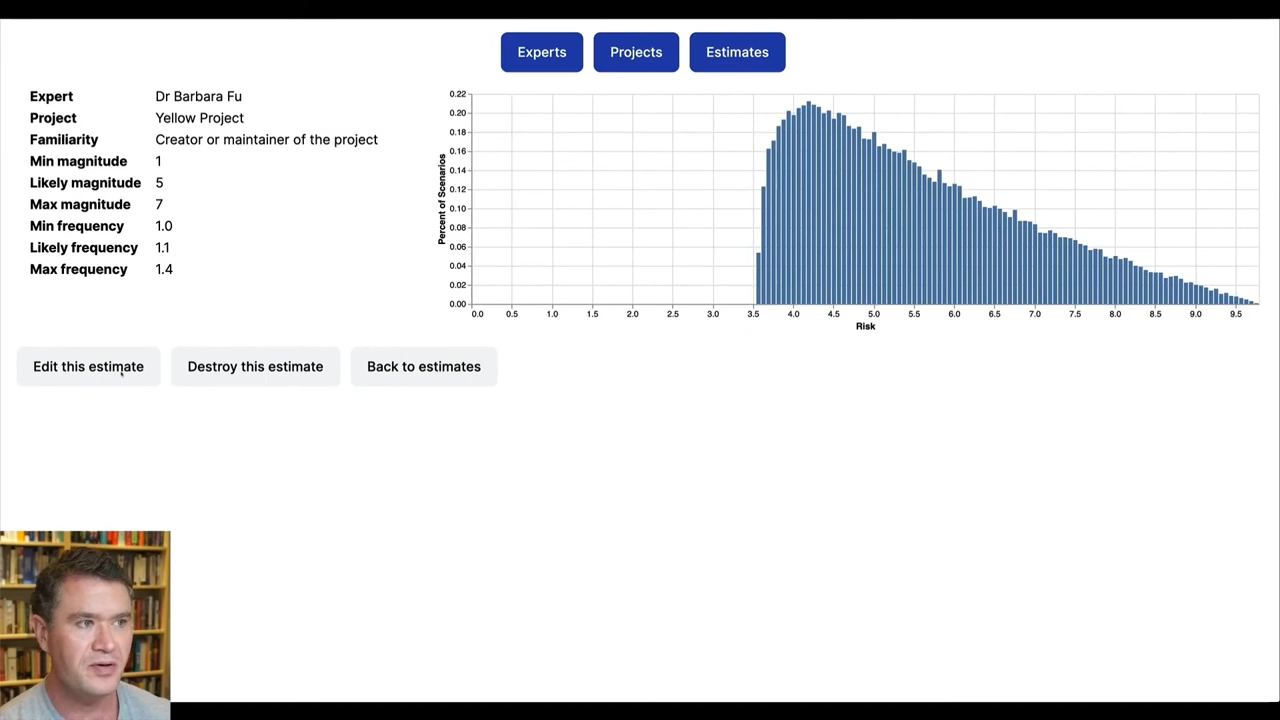 Experts
Projects
Estimates
Expert Dr Barbara Fu
Project Yellow Project
Familiarity Creator or maintainer of the project
Min magnitude 1
Likely magnitude 5
Max magnitude 7
Min frequency 1.0
Likely frequency 1.1
Max frequency 1.4
Percent of Scenarios
0.22
0.20
0.18
0.16
0.14
0.12
0.10
0.08
0.06
0.04
0.02
0.00
0.0 0.5 1.0 1.5 2.0 2.5 3.0 3.5 4.0 4.5 5.0 5.5 6.0 6.5 7.0 7.5 8.0 8.5 9.0 9.5
Risk
Edit this estimate
Destroy this estimate
Back to estimates